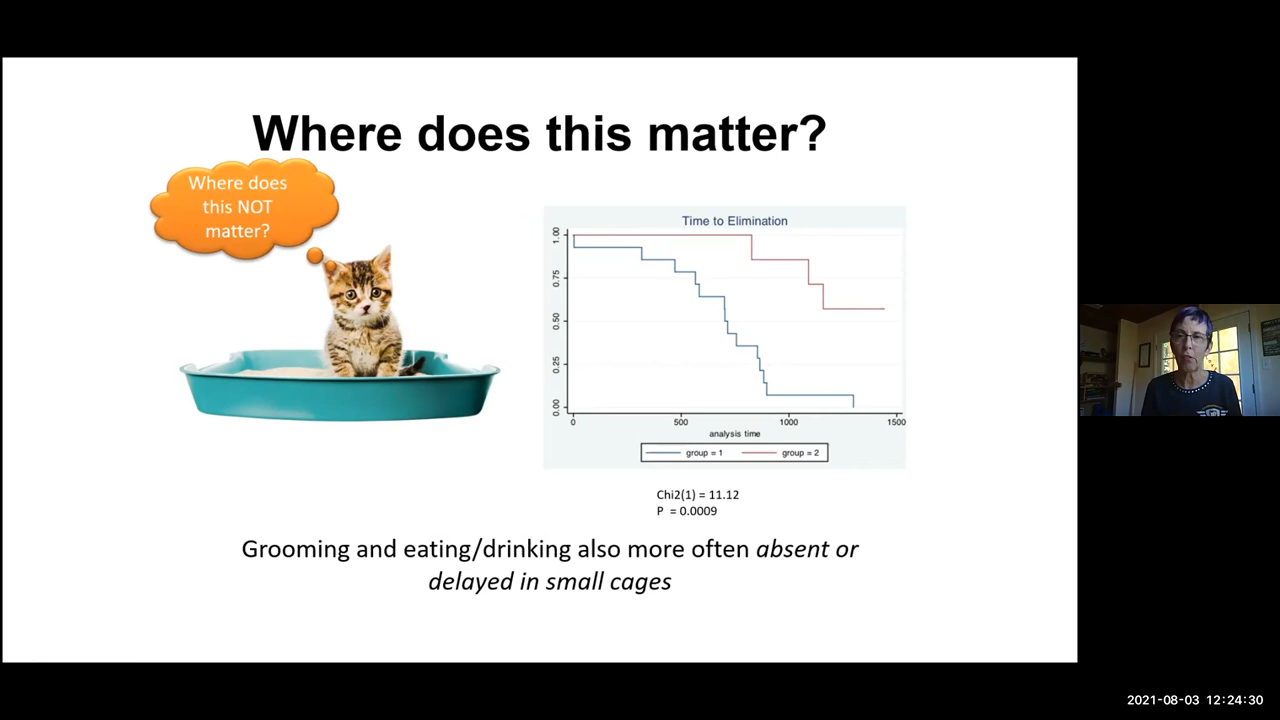 Where does this matter?
Where does
this NOT
matter?
Time to Elimination
1.00
0.75
0.50
0.25
0.00
0 500 1000 1500
analysis time
group = 1 group = 2
Chi2(1) = 11.12
P = 0.0009
Grooming and eating/drinking also more often absent or
delayed in small cages
2021-08-03 12:24:30